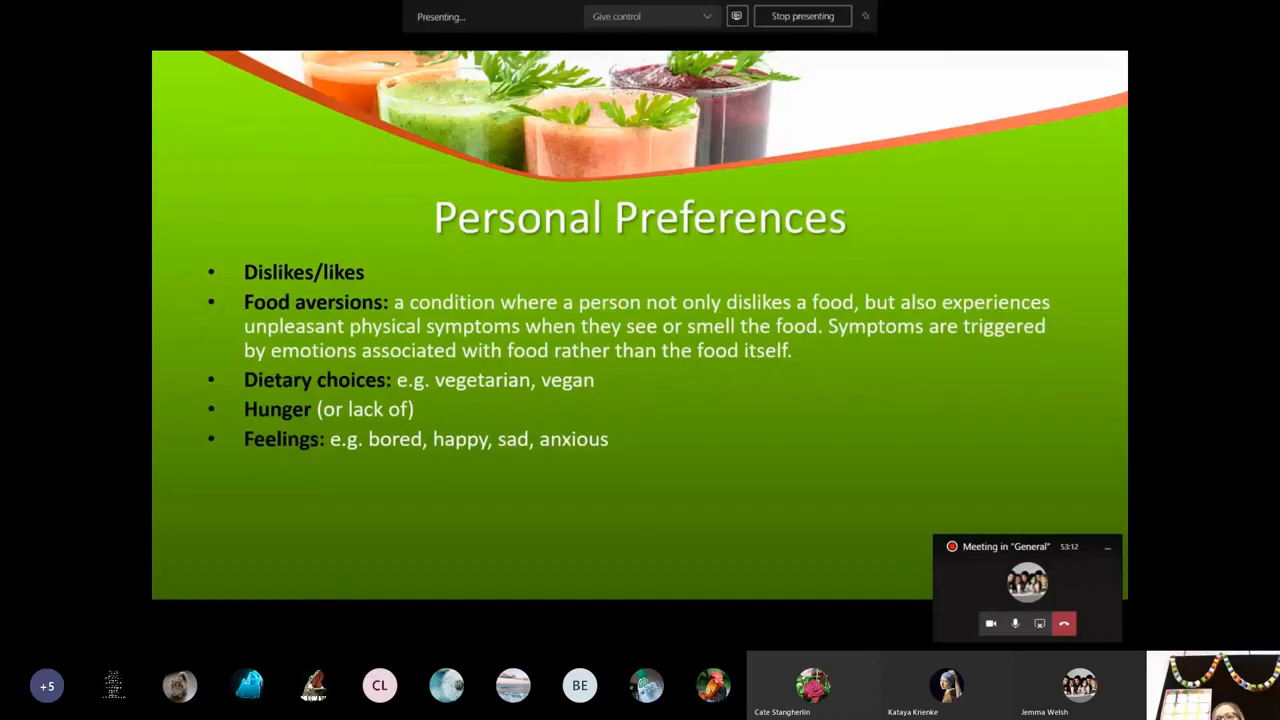 Presenting...
Give control
Stop presenting
Personal Preferences
• Dislikes/likes
• Food aversions: a condition where a person not only dislikes a food, but also experiences
unpleasant physical symptoms when they see or smell the food. Symptoms are triggered
by emotions associated with food rather than the food itself.
• Dietary choices: e.g. vegetarian, vegan
• Hunger (or lack of)
• Feelings: e.g. bored, happy, sad, anxious
Meeting in "General" 53:12
+5
CL
BE
Cate Stangherlin
Kataya Krienke
Jemma Welsh